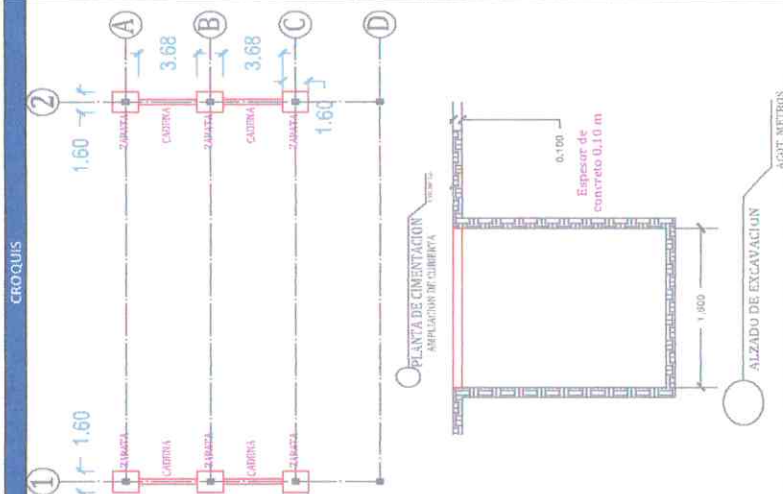 CROQUIS
A
B
C
D
3.68
3.68
2
1.60
1.60
ZAPATA
CADENA
ZAPATA
CADENA
ZAPATA
1
1.60
ZAPATA
CADENA
ZAPATA
CADENA
ZAPATA
PLANTA DE CIMENTACION
AMPLIACION DE CUBIERTA
0.100
Espesor de
concreto 0.10 m
1.600
ALZADO DE EXCAVACION
ACOT. METROS